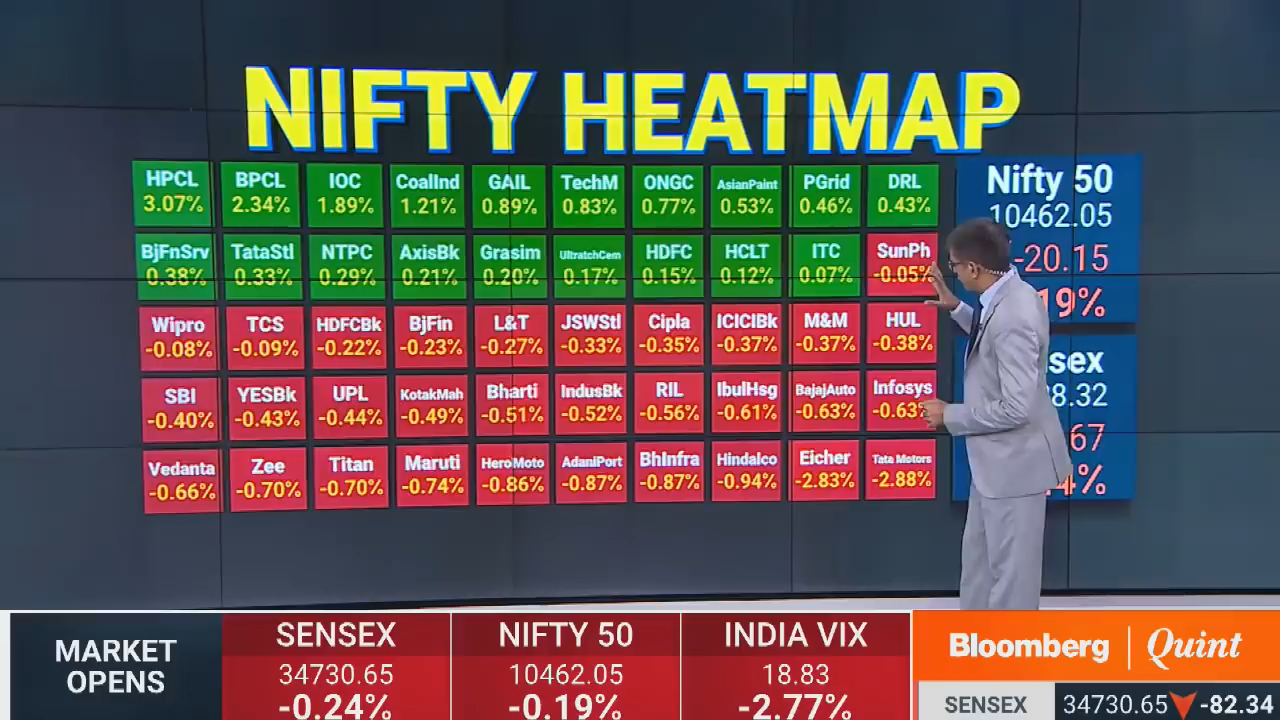 NIFTY HEATMAP
HPCL BPCL IOC CoalInd GAIL TechM ONGC AsianPaint PGrid DRL
3.07% 2.34% 1.89% 1.21% 0.89% 0.83% 0.77% 0.53% 0.46% 0.43%
BjFnSrv TataStl NTPC AxisBk Grasim UltratchCem HDFC HCLT ITC SunPh
0.38% 0.33% 0.29% 0.21% 0.20% 0.17% 0.15% 0.12% 0.07% -0.05%
Wipro TCS HDFCBk BjFin L&T JSWStl Cipla ICICIBk M&M HUL
-0.08% -0.09% -0.22% -0.23% -0.27% -0.33% -0.35% -0.37% -0.37% -0.38%
SBI YESBk UPL KotakMah Bharti IndusBk RIL IbulHsg BajajAuto Infosys
-0.40% -0.43% -0.44% -0.49% -0.51% -0.52% -0.56% -0.61% -0.63% -0.63%
Vedanta Zee Titan Maruti HeroMoto AdaniPort BhInfra Hindalco Eicher Tata Motors
-0.66% -0.70% -0.70% -0.74% -0.86% -0.87% -0.87% -0.94% -2.83% -2.88%
Nifty 50
10462.05
-20.15
19%
sex
8.32
67
4%
MARKET
OPENS
SENSEX
34730.65
-0.24%
NIFTY 50
10462.05
-0.19%
INDIA VIX
18.83
-2.77%
Bloomberg | Quint
SENSEX 34730.65 -82.34